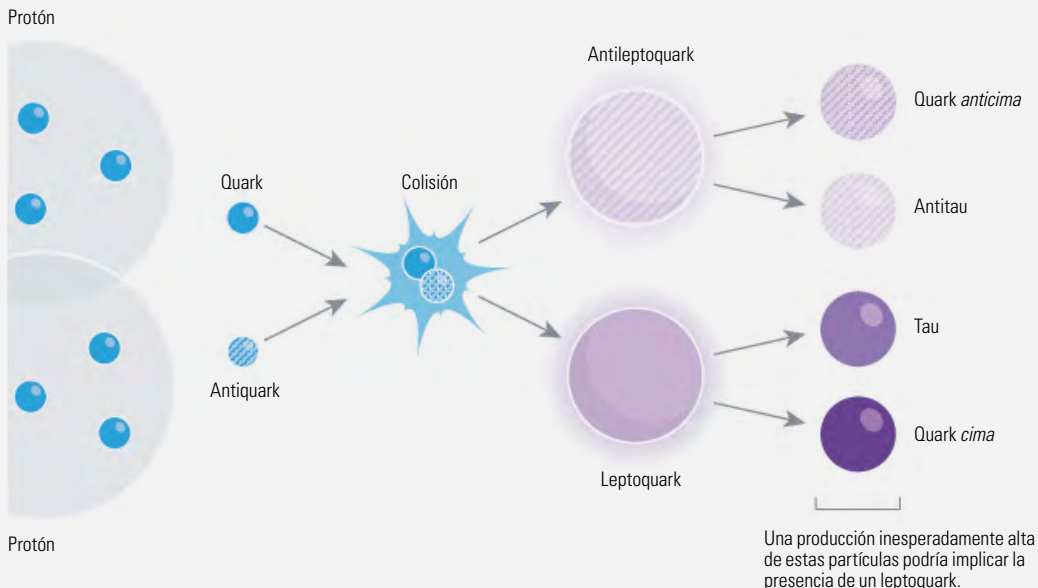 Protón
Quark
Antiquark
Protón
Colisión
Antileptoquark
Leptoquark
Quark anticima
Antitau
Tau
Quark cima
Una producción inesperadamente alta
de estas partículas podría implicar la
presencia de un leptoquark.